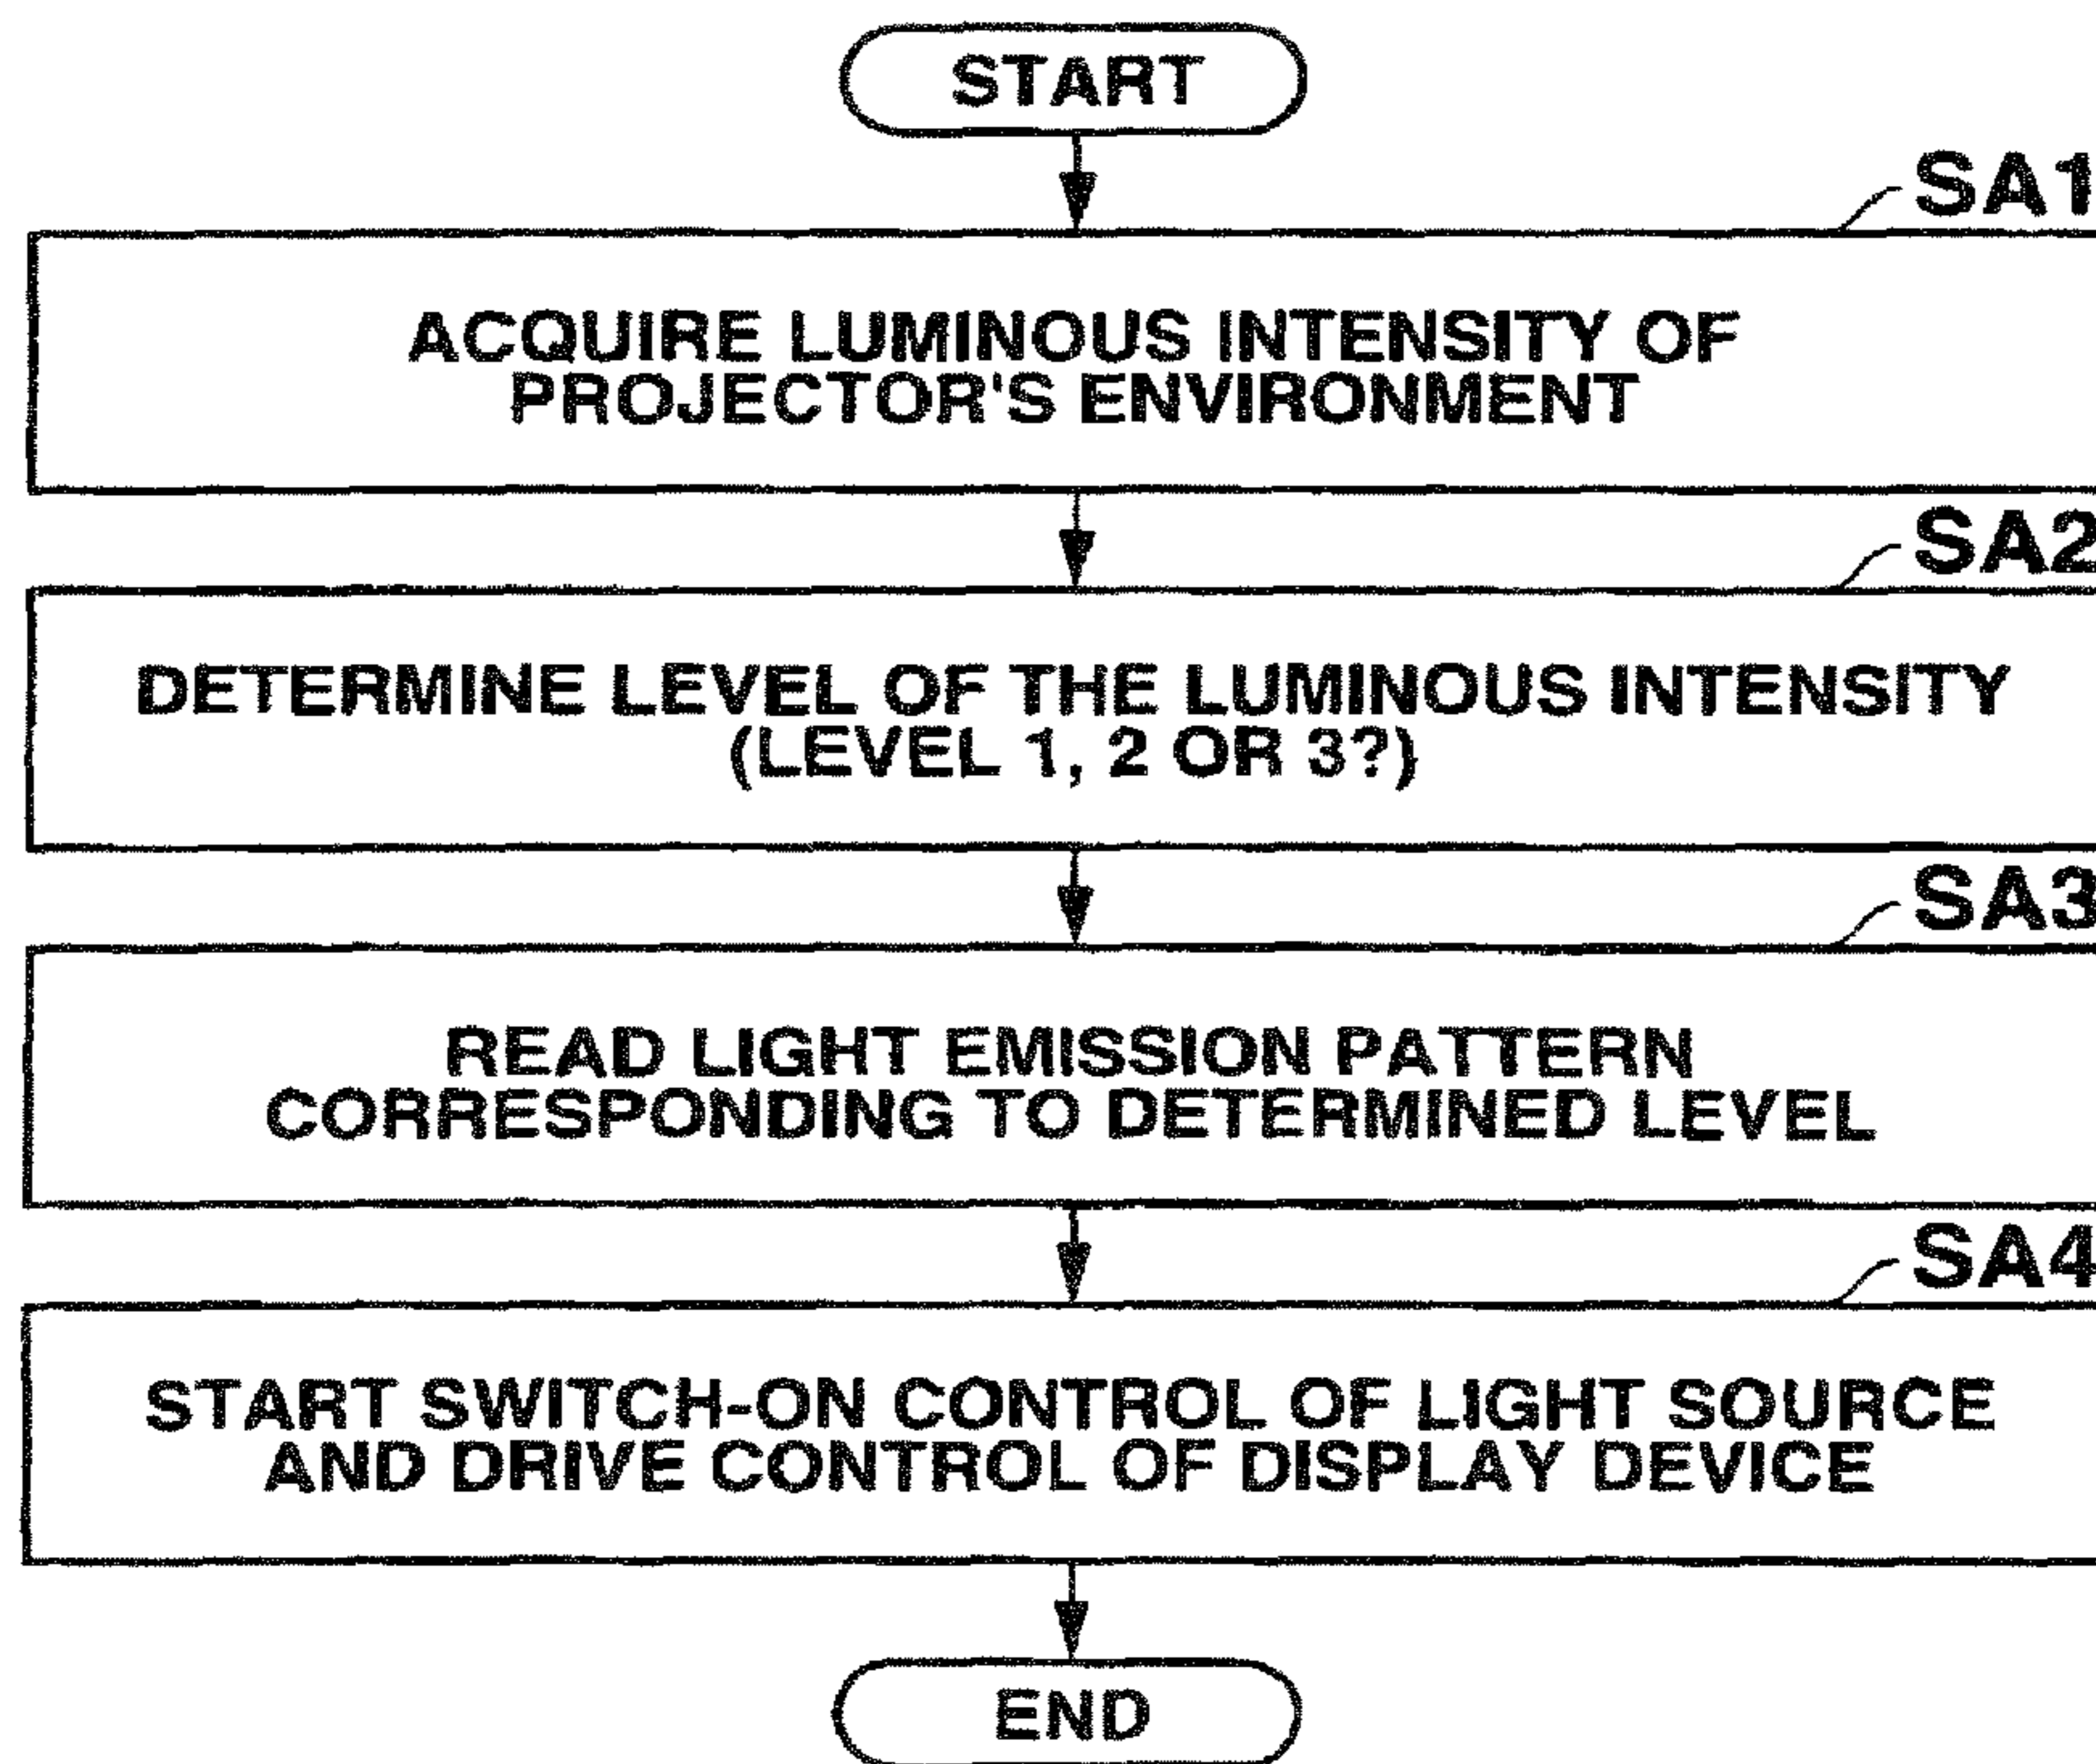 START
SA1
ACQUIRE LUMINOUS INTENSITY OF
PROJECTOR'S ENVIRONMENT
SA2
DETERMINE LEVEL OF THE LUMINOUS INTENSITY
(LEVEL 1, 2 OR 3?)
SA3
READ LIGHT EMISSION PATTERN
CORRESPONDING TO DETERMINED LEVEL
SA4
START SWITCH-ON CONTROL OF LIGHT SOURCE
AND DRIVE CONTROL OF DISPLAY DEVICE
END